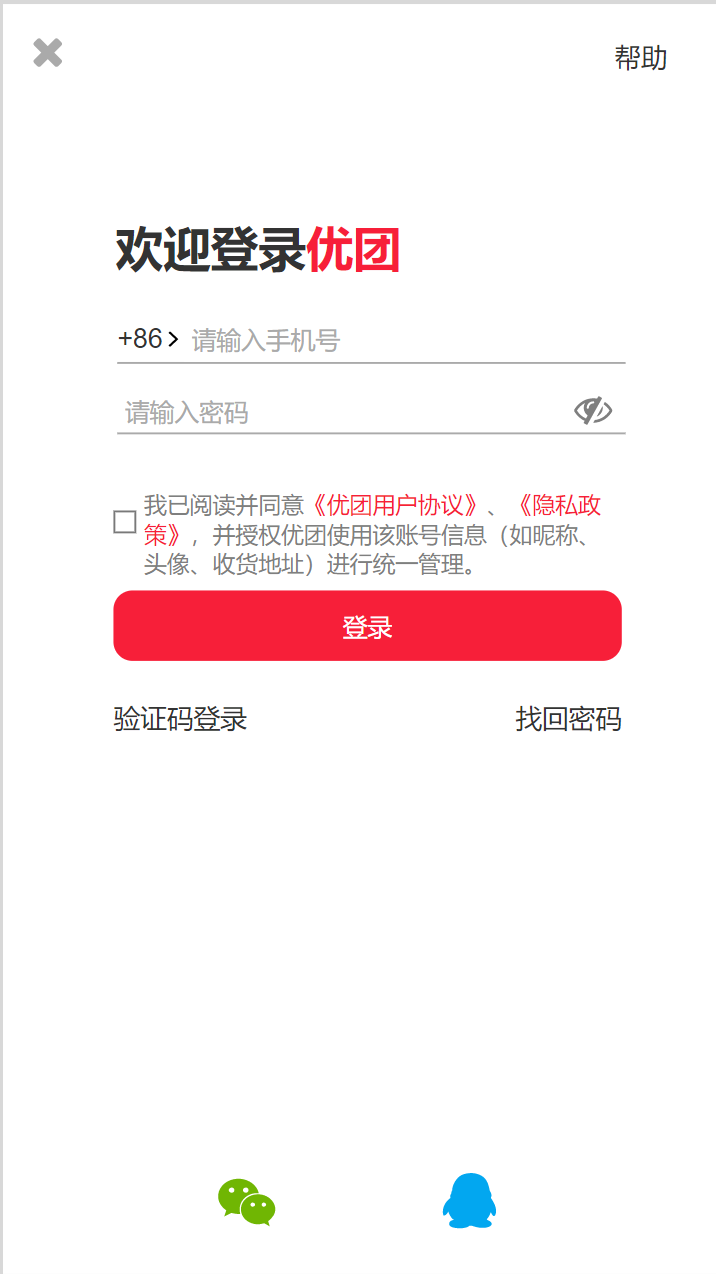 帮助
欢迎登录优团
+86 请输入手机号
请输入密码
我已阅读并同意《优团用户协议》、《隐私政
策》，并授权优团使用该账号信息（如昵称、
头像、收货地址）进行统一管理。
登录
验证码登录 找回密码